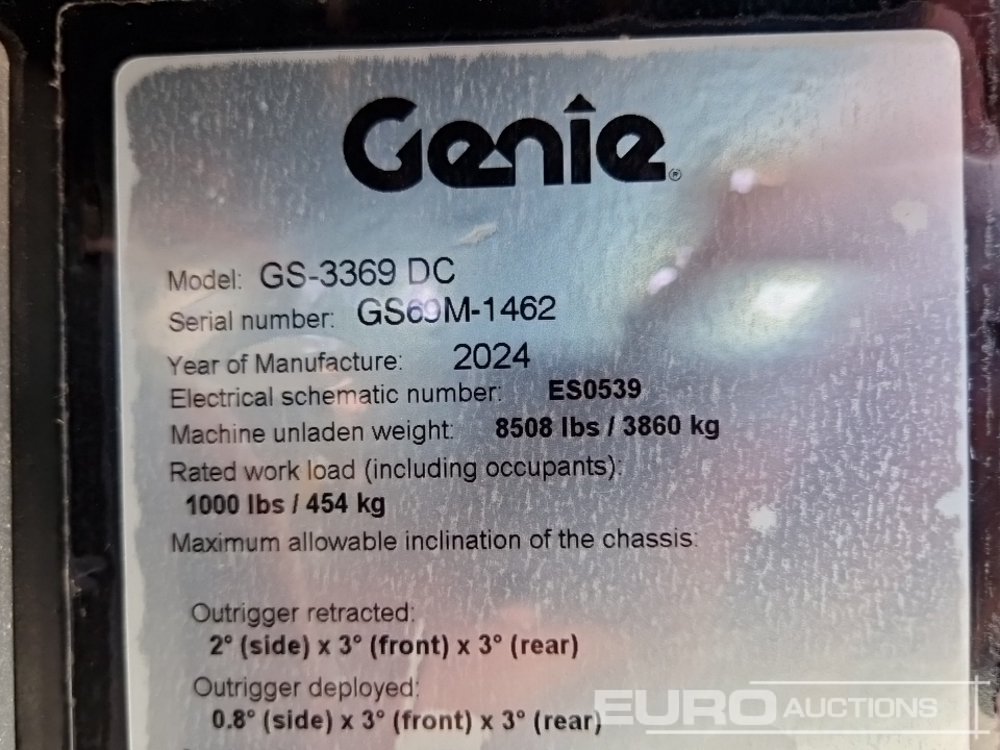 Genie®
Model: GS-3369 DC
Serial number: GS69M-1462
Year of Manufacture: 2024
Electrical schematic number: ES0539
Machine unladen weight: 8508 lbs / 3860 kg
Rated work load (including occupants):
1000 lbs / 454 kg
Maximum allowable inclination of the chassis:
Outrigger retracted:
2° (side) x 3° (front) x 3° (rear)
Outrigger deployed:
0.8° (side) x 3° (front) x 3° (rear)
EURO AUCTIONS